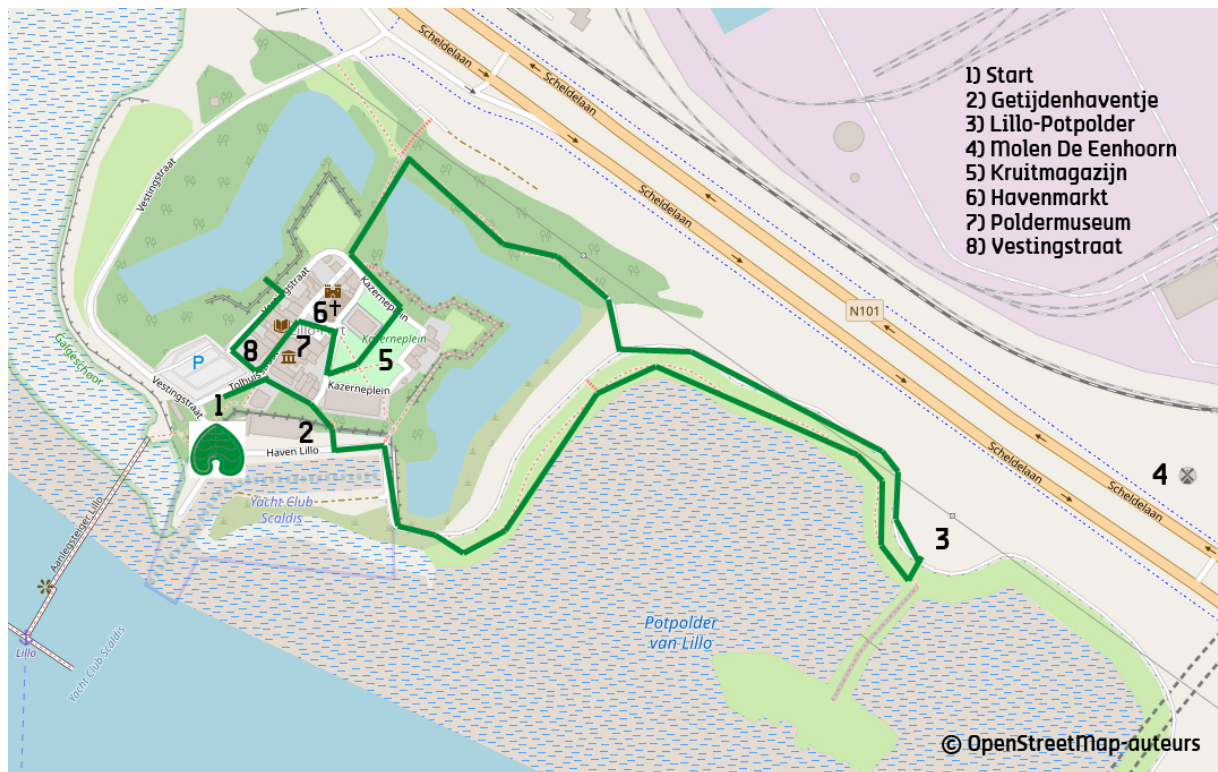 1) Start
2) Getijdenhaventje
3) Lillo-Potpolder
4) Molen De Eenhoorn
5) Kruitmagazijn
6) Havenmarkt
7) Poldermuseum
8) Vestingstraat
Scheldelaan
Scheldelaan
Scheldelaan
Scheldelaan
N101
Scheldelaan
Scheldelaan
Vestingstraat
Kazerneplein
6
7
8
5
Kazerneplein
Kazerneplein
P
Galgeschoor
Vestingstraat
1
2
Haven Lillo
4
3
Yacht Club
Scaldis
Aanlegsteiger Lillo
Lillo
Yacht Club Scaldis
Potpolder
van Lillo
© OpenStreetMap-auteurs